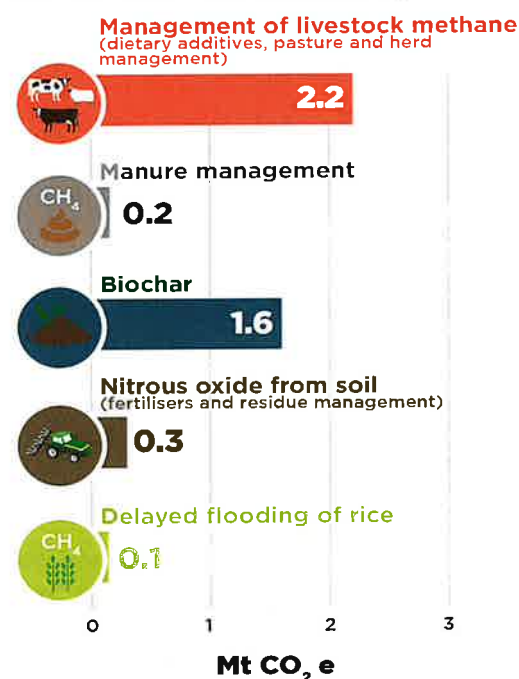 Management of livestock methane
(dietary additives, pasture and herd
management)
2.2
Manure management
CH₄
0.2
Biochar
1.6
Nitrous oxide from soil
(fertilisers and residue management)
0.3
Delayed flooding of rice
CH₄
0.1
0 1 2 3
Mt CO₂ e